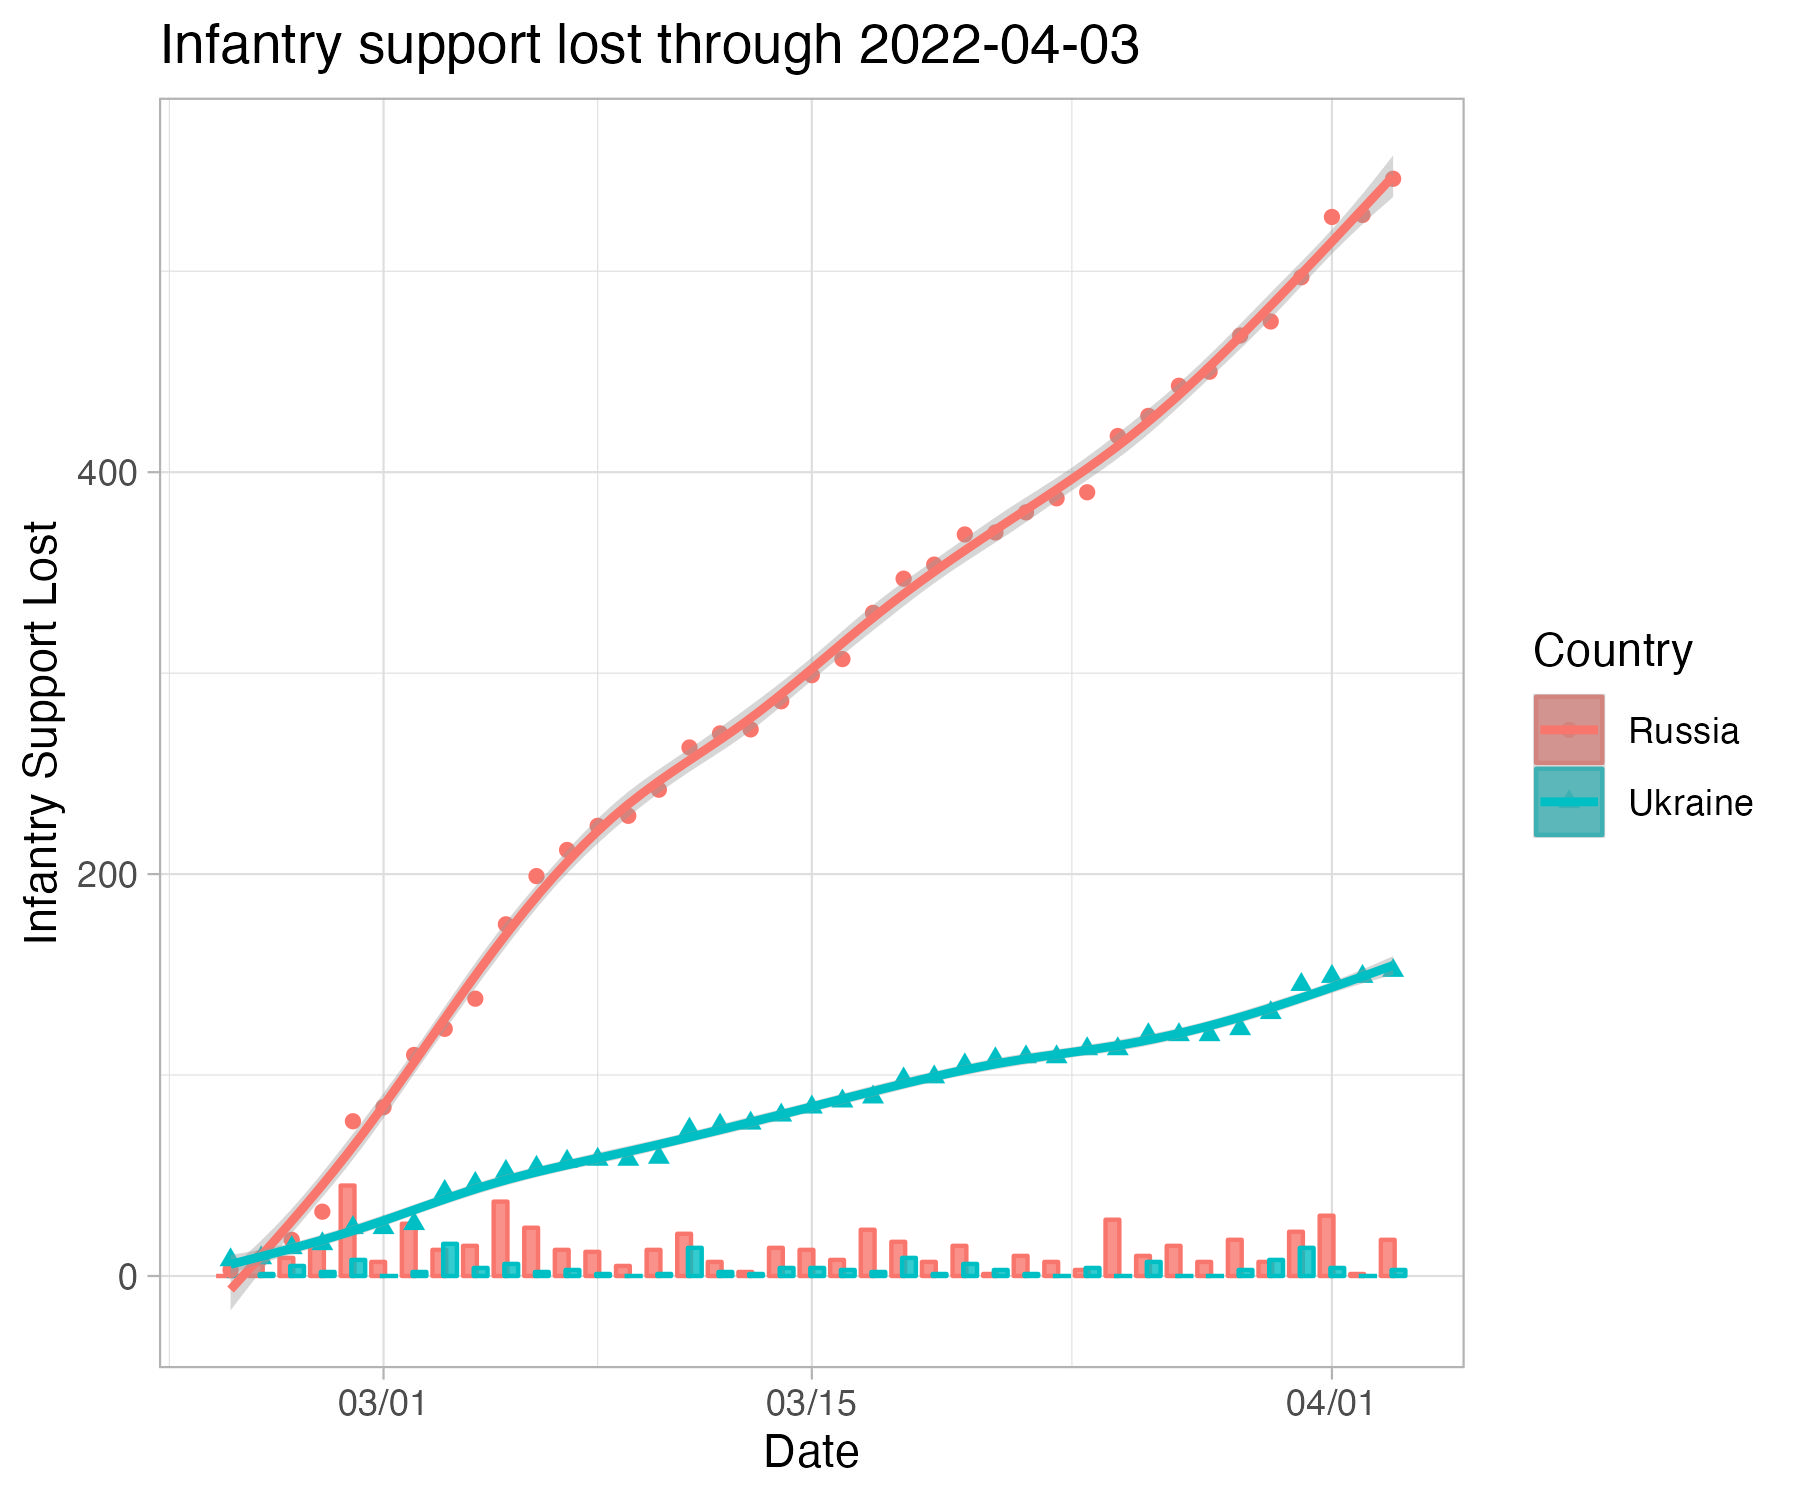 Infantry support lost through 2022-04-03
Infantry Support Lost
400
200
0
03/01
03/15
04/01
Date
Country
Russia
Ukraine